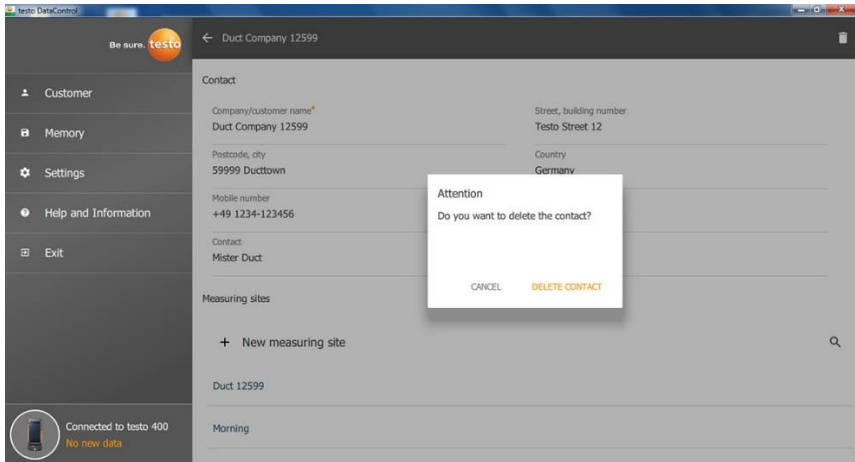 testo DataControl
Be sure. testo
Customer
Memory
Settings
Help and Information
Exit
Connected to testo 400
No new data
Duct Company 12599
Contact
Company/customer name*
Duct Company 12599
Street, building number
Testo Street 12
Postcode, city
59999 Ducttown
Country
Germany
Mobile number
+49 1234-123456
Contact
Mister Duct
Attention
Do you want to delete the contact?
CANCEL
DELETE CONTACT
Measuring sites
+ New measuring site
Duct 12599
Morning